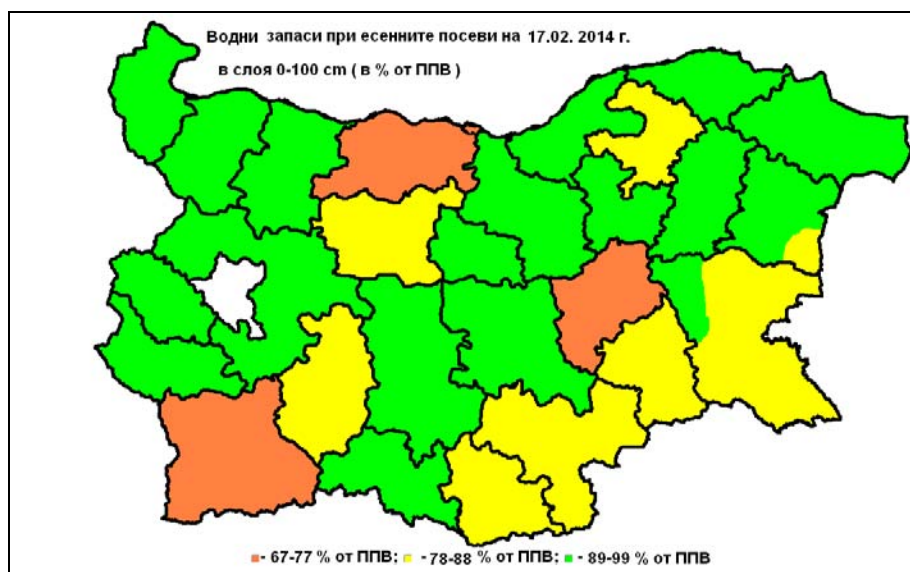 Водни запаси при есенните посеви на 17.02. 2014 г.
в слоя 0-100 cm ( в % от ППВ )
- 67-77 % от ППВ; - 78-88 % от ППВ; - 89-99 % от ППВ